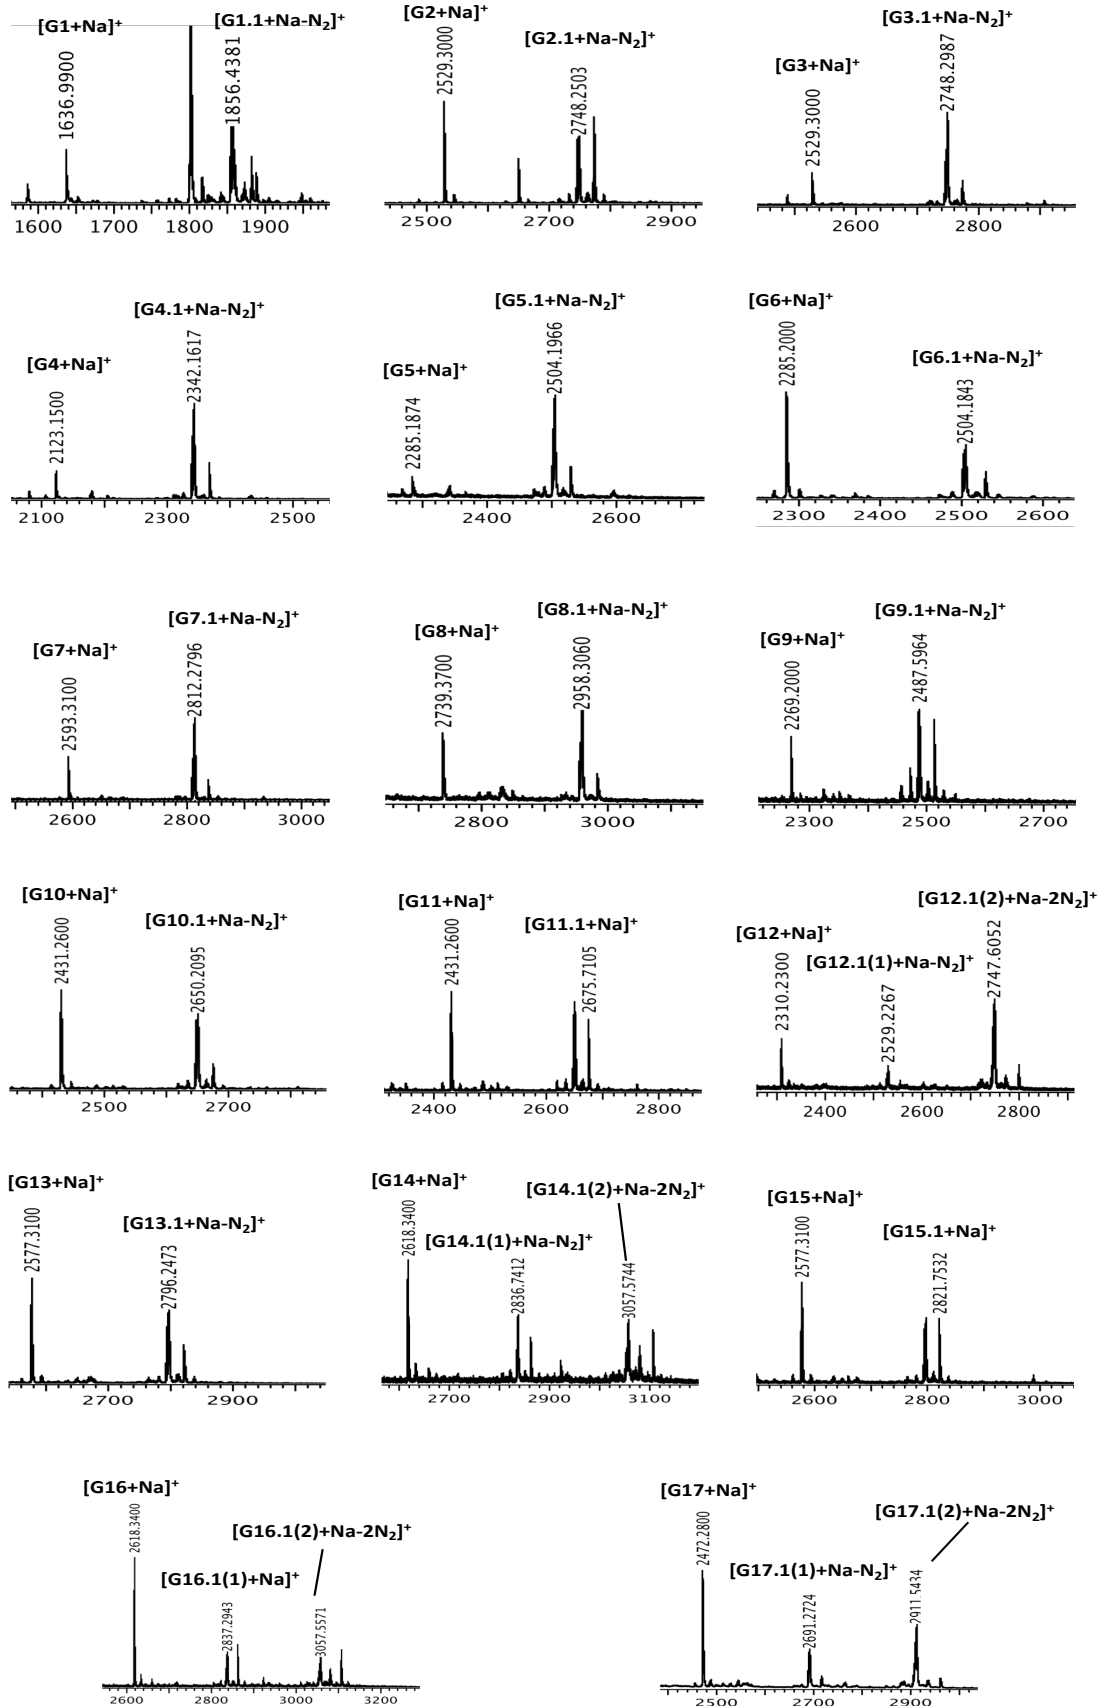 [G1+Na]⁺
[G1.1+Na-N₂]⁺
1636.9900
1856.4381
1600 1700 1800 1900
[G2+Na]⁺
[G2.1+Na-N₂]⁺
2529.3000
2748.2503
2500 2700 2900
[G3.1+Na-N₂]⁺
[G3+Na]⁺
2529.3000
2748.2987
2600 2800
[G4.1+Na-N₂]⁺
[G4+Na]⁺
2123.1500
2342.1617
2100 2300 2500
[G5.1+Na-N₂]⁺
[G5+Na]⁺
2285.1874
2504.1966
2400 2600
[G6+Na]⁺
[G6.1+Na-N₂]⁺
2285.2000
2504.1843
2300 2400 2500 2600
[G7.1+Na-N₂]⁺
[G7+Na]⁺
2593.3100
2812.2796
2600 2800 3000
[G8.1+Na-N₂]⁺
[G8+Na]⁺
2739.3700
2958.3060
2800 3000
[G9.1+Na-N₂]⁺
[G9+Na]⁺
2269.2000
2487.5964
2300 2500 2700
[G10+Na]⁺
[G10.1+Na-N₂]⁺
2431.2600
2650.2095
2500 2700
[G11+Na]⁺
[G11.1+Na]⁺
2431.2600
2675.7105
2400 2600 2800
[G12.1(2)+Na-2N₂]⁺
[G12+Na]⁺
[G12.1(1)+Na-N₂]⁺
2310.2300
2529.2267
2747.6052
2400 2600 2800
[G13+Na]⁺
[G13.1+Na-N₂]⁺
2577.3100
2796.2473
2700 2900
[G14+Na]⁺
[G14.1(2)+Na-2N₂]⁺
[G14.1(1)+Na-N₂]⁺
2618.3400
2836.7412
3057.5744
2700 2900 3100
[G15+Na]⁺
[G15.1+Na]⁺
2577.3100
2821.7532
2600 2800 3000
[G16+Na]⁺
[G16.1(2)+Na-2N₂]⁺
[G16.1(1)+Na]⁺
2618.3400
2837.2943
3057.5571
2600 2800 3000 3200
[G17+Na]⁺
[G17.1(2)+Na-2N₂]⁺
[G17.1(1)+Na-N₂]⁺
2472.2800
2691.2724
2911.5434
2500 2700 2900